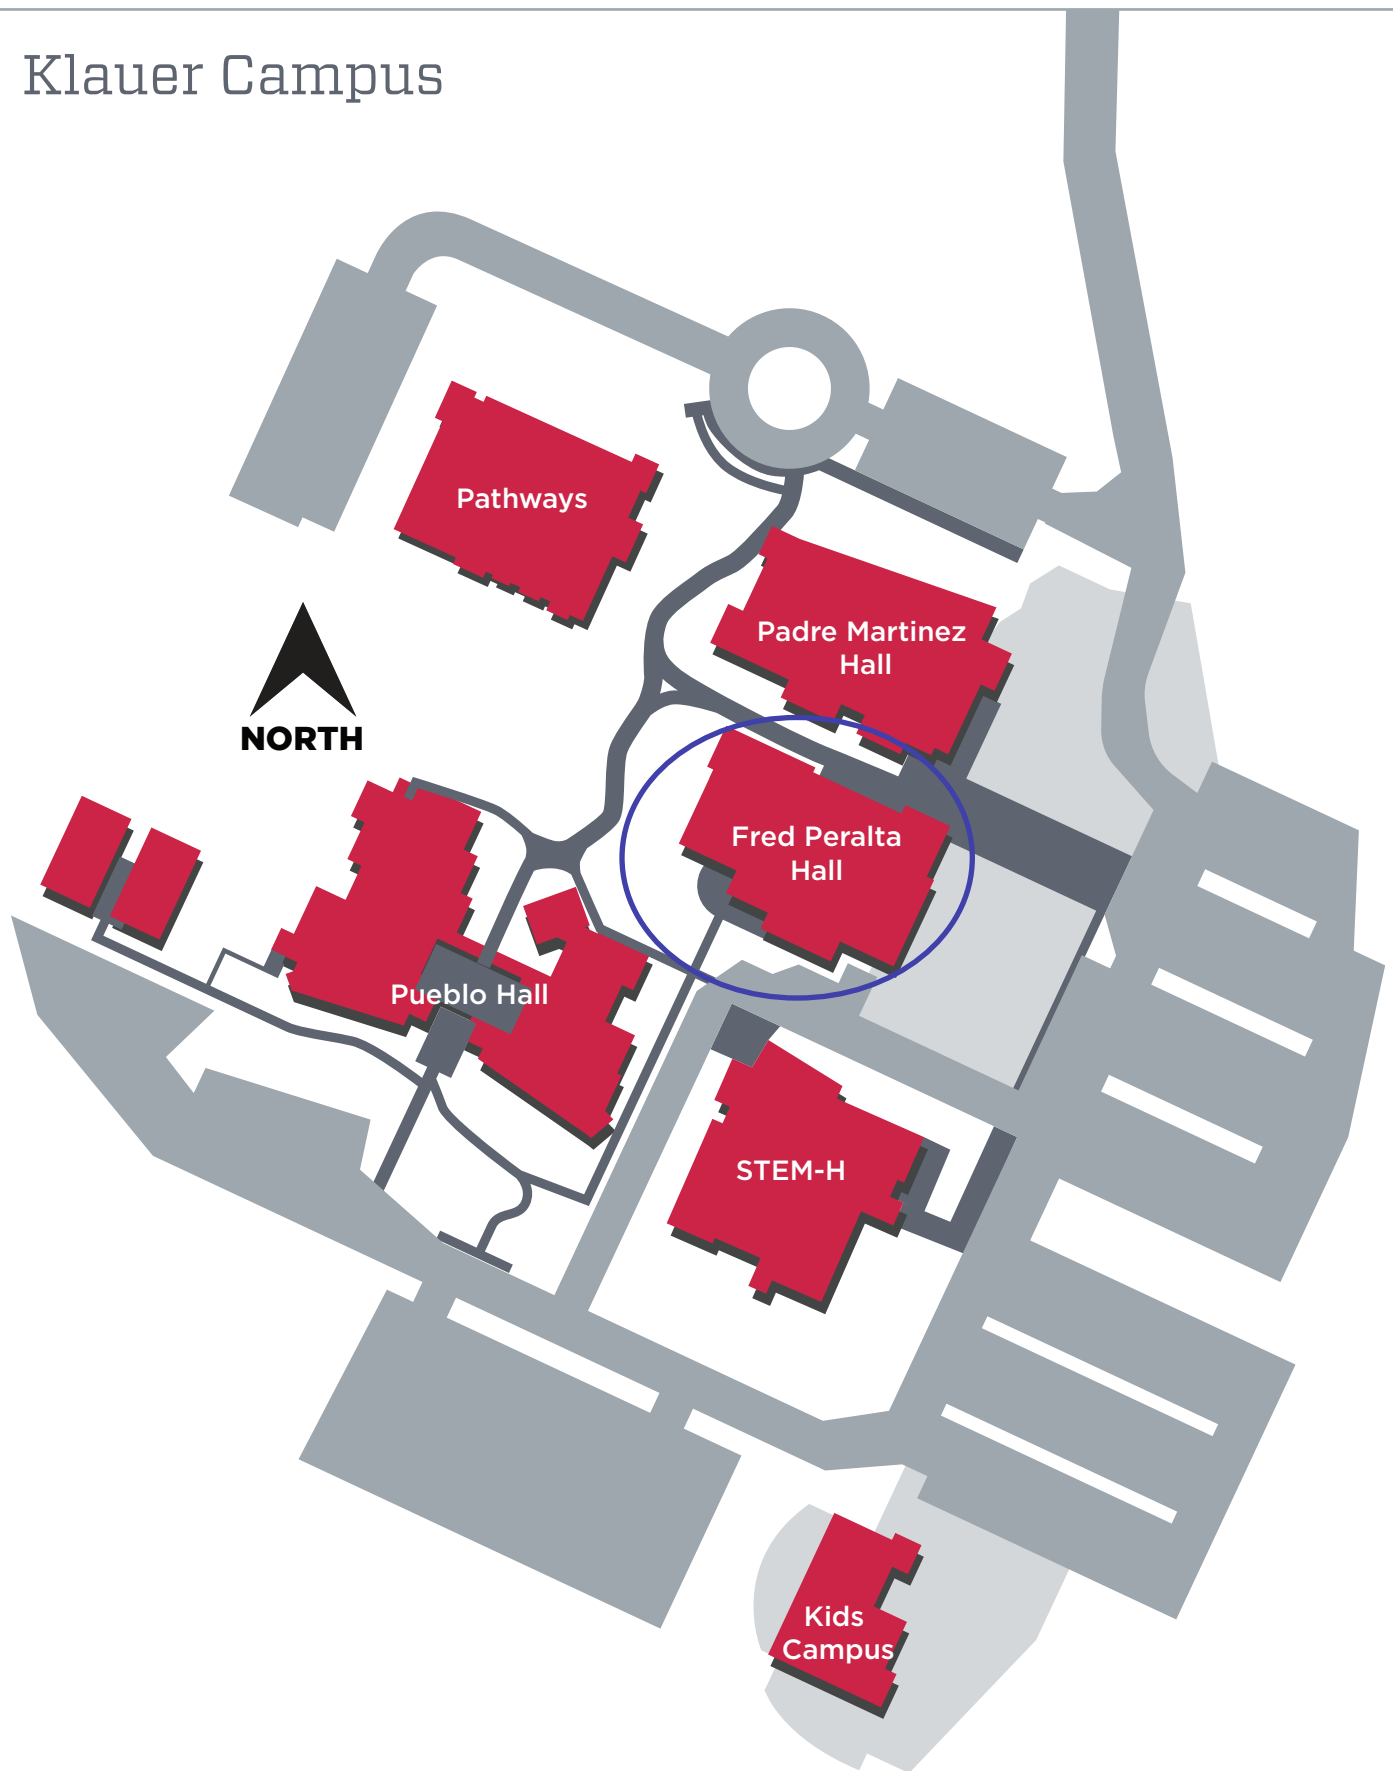 Klauer Campus
Pathways
Padre Martinez
Hall
NORTH
Fred Peralta
Hall
Pueblo Hall
STEM-H
Kids
Campus